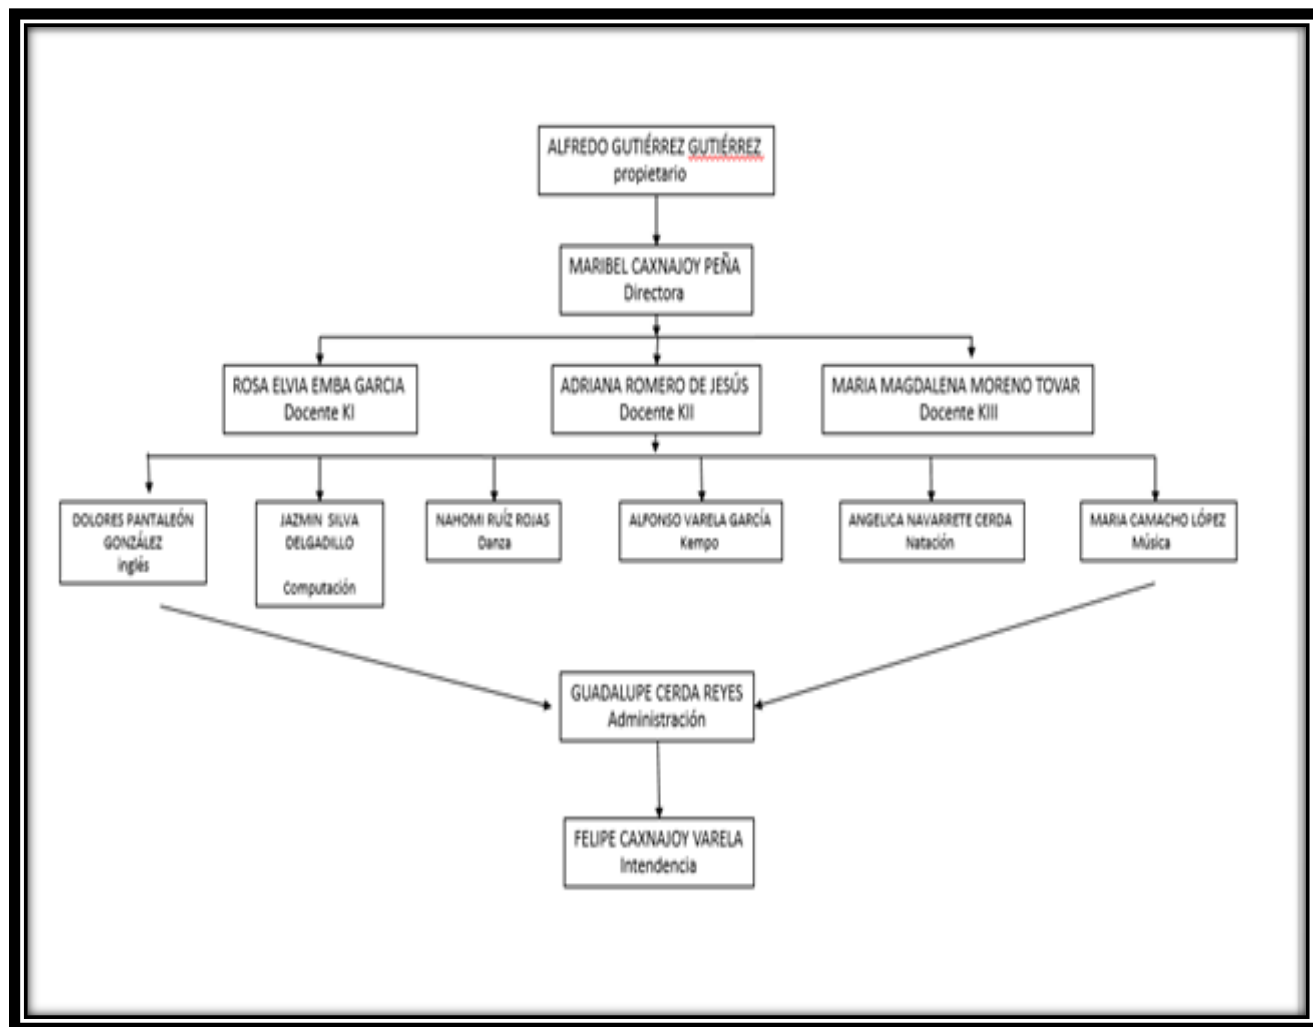 ALFREDO GUTIÉRREZ GUTIÉRREZ
propietario
MARIBEL CAXNAJOY PEÑA
Directora
ROSA ELVIA EMBA GARCIA
Docente KI
ADRIANA ROMERO DE JESÚS
Docente KII
MARIA MAGDALENA MORENO TOVAR
Docente KIII
DOLORES PANTALEÓN
GONZÁLEZ
inglés
JAZMIN SILVA
DELGADILLO
Computación
NAHOMI RUÍZ ROJAS
Danza
ALFONSO VARELA GARCÍA
Kempo
ANGELICA NAVARRETE CERDA
Natación
MARIA CAMACHO LÓPEZ
Música
GUADALUPE CERDA REYES
Administración
FELIPE CAXNAJOY VARELA
Intendencia